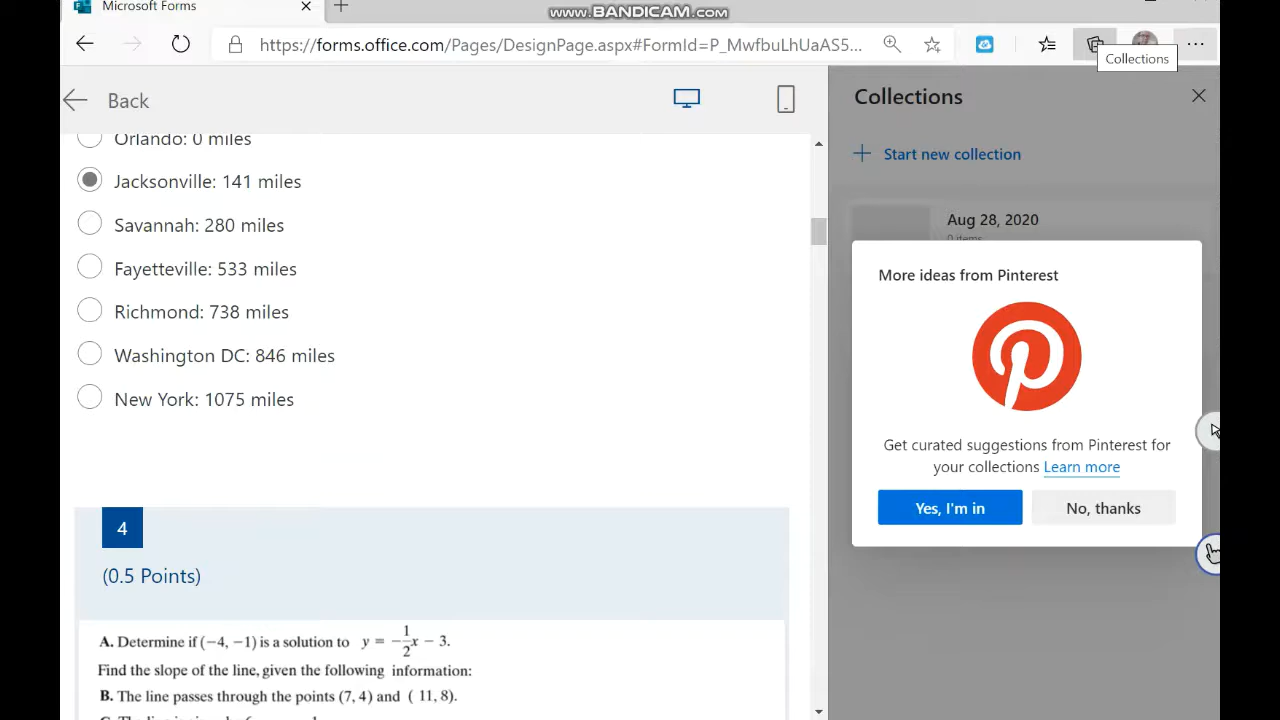 Microsoft Forms
www.BANDICAM.com
https://forms.office.com/Pages/DesignPage.aspx#FormId=P_MwfbuLhUaAS5...
Collections
Back
Collections
Start new collection
Orlando: 0 miles
Jacksonville: 141 miles
Savannah: 280 miles
Fayetteville: 533 miles
Richmond: 738 miles
Washington DC: 846 miles
New York: 1075 miles
Aug 28, 2020
0 items
More ideas from Pinterest
Get curated suggestions from Pinterest for
your collections Learn more
Yes, I'm in
No, thanks
4
(0.5 Points)
A. Determine if (−4, −1) is a solution to y = −1/2x − 3.
Find the slope of the line, given the following information:
B. The line passes through the points (7, 4) and ( 11, 8).